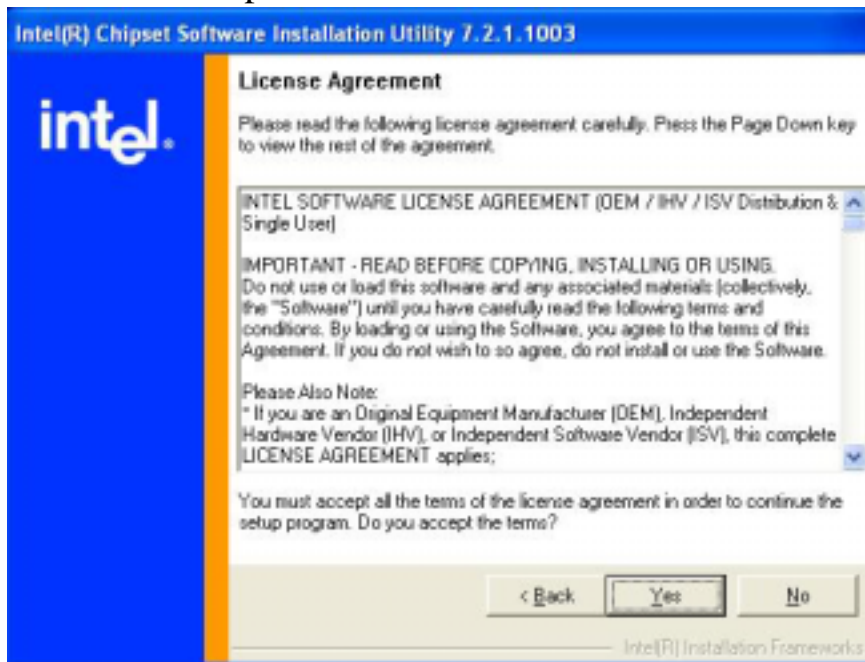 Intel(R) Chipset Software Installation Utility 7.2.1.1003
intel.
License Agreement
Please read the following license agreement carefully. Press the Page Down key
to view the rest of the agreement.
INTEL SOFTWARE LICENSE AGREEMENT (OEM / IHV / ISV Distribution &
Single User)
IMPORTANT - READ BEFORE COPYING, INSTALLING OR USING.
Do not use or load this software and any associated materials (collectively,
the "Software") until you have carefully read the following terms and
conditions. By loading or using the Software, you agree to the terms of this
Agreement. If you do not wish to so agree, do not install or use the Software.
Please Also Note:
* If you are an Original Equipment Manufacturer (OEM), Independent
Hardware Vendor (IHV), or Independent Software Vendor (ISV), this complete
LICENSE AGREEMENT applies;
You must accept all the terms of the license agreement in order to continue the
setup program. Do you accept the terms?
< Back Yes No
Intel(R) Installation Frameworks